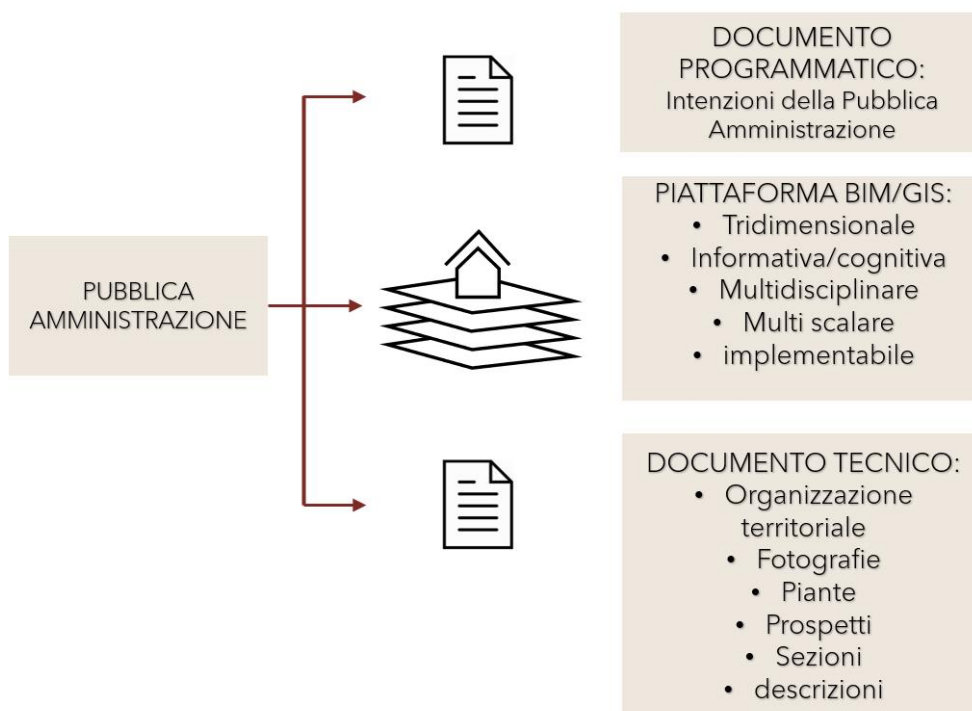 DOCUMENTO
PROGRAMMATICO:
Intenzioni della Pubblica
Amministrazione
PIATTAFORMA BIM/GIS:
• Tridimensionale
• Informativa/cognitiva
• Multidisciplinare
• Multi scalare
• implementabile
PUBBLICA
AMMINISTRAZIONE
DOCUMENTO TECNICO:
• Organizzazione
territoriale
• Fotografie
• Piante
• Prospetti
• Sezioni
• descrizioni